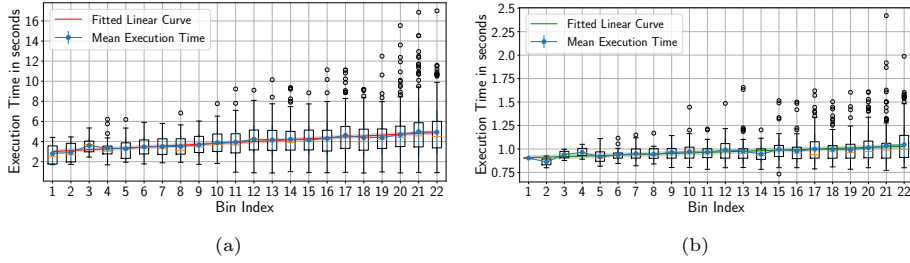 Execution Time in seconds
16
14
12
10
8
6
4
2
Fitted Linear Curve
Mean Execution Time
1 2 3 4 5 6 7 8 9 10 11 12 13 14 15 16 17 18 19 20 21 22
Bin Index
(a)
Execution Time in seconds
2.5
2.25
2.0
1.75
1.5
1.25
1.0
0.75
Fitted Linear Curve
Mean Execution Time
1 2 3 4 5 6 7 8 9 10 11 12 13 14 15 16 17 18 19 20 21 22
Bin Index
(b)